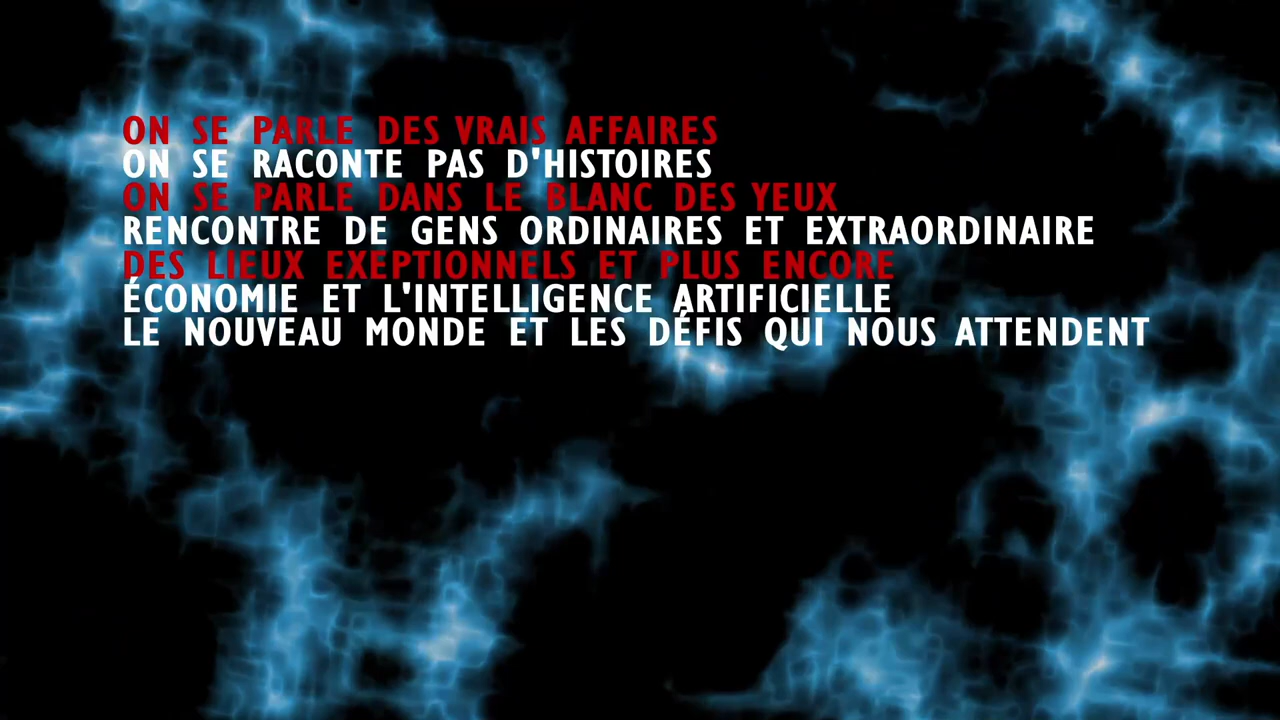 ON SE PARLE DES VRAIS AFFAIRES
ON SE RACONTE PAS D'HISTOIRES
ON SE PARLE DANS LE BLANC DES YEUX
RENCONTRE DE GENS ORDINAIRES ET EXTRAORDINAIRE
DES LIEUX EXEPTIONNELS ET PLUS ENCORE
ÉCONOMIE ET L'INTELLIGENCE ARTIFICIELLE
LE NOUVEAU MONDE ET LES DÉFIS QUI NOUS ATTENDENT